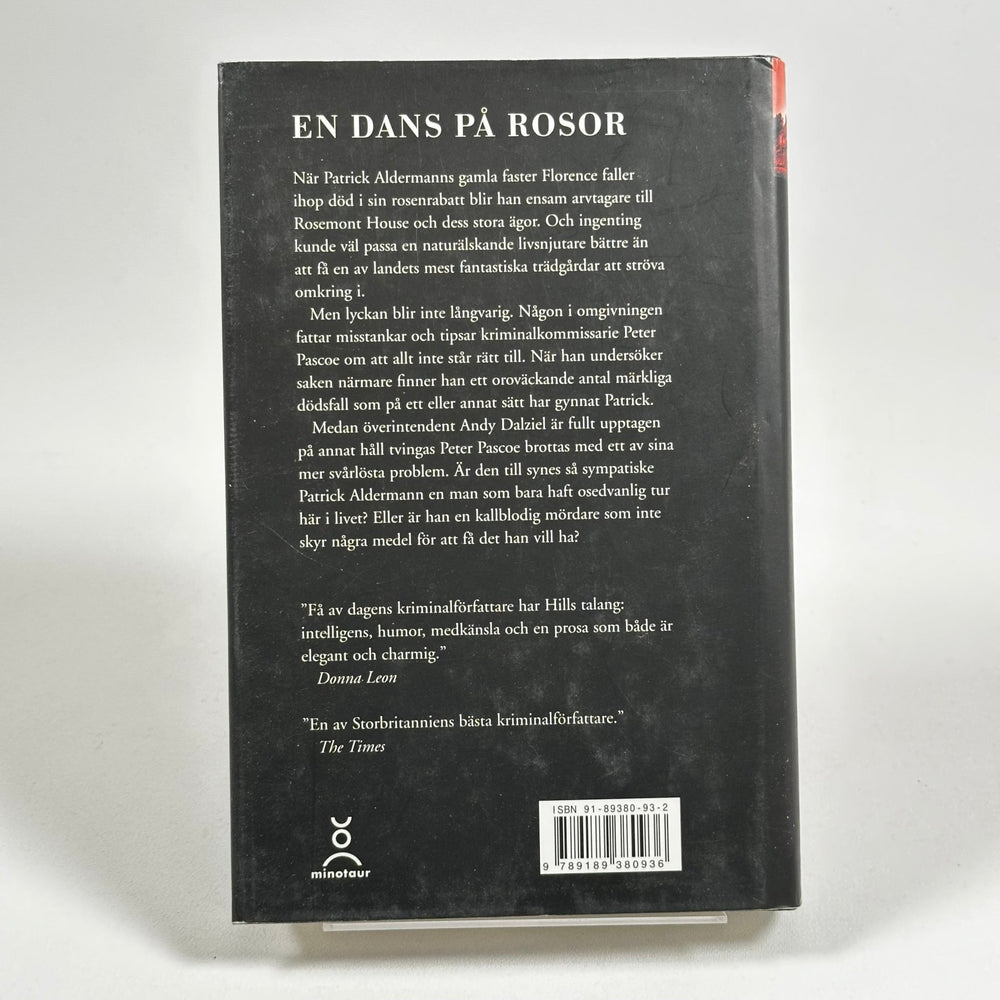 EN DANS PÅ ROSOR
När Patrick Aldermanns gamla faster Florence faller
ihop död i sin rosenrabatt blir han ensam arvtagare till
Rosemont House och dess stora ägor. Och ingenting
kunde väl passa en naturälskande livsnjutare bättre än
att få en av landets mest fantastiska trädgårdar att ströva
omkring i.
Men lyckan blir inte långvarig. Någon i omgivningen
fattar misstankar och tipsar kriminalkommissarie Peter
Pascoe om att allt inte står rätt till. När han undersöker
saken närmare finner han ett oroväckande antal märkliga
dödsfall som på ett eller annat sätt har gynnat Patrick.
Medan överintendent Andy Dalziel är fullt upptagen
på annat håll tvingas Peter Pascoe brottas med ett av sina
mer svårlösta problem. Är den till synes så sympatiske
Patrick Aldermann en man som bara haft osedvanlig tur
här i livet? Eller är han en kallblodig mördare som inte
skyr några medel för att få det han vill ha?
”Få av dagens kriminalförfattare har Hills talang:
intelligens, humor, medkänsla och en prosa som både är
elegant och charmig.”
Donna Leon
”En av Storbritanniens bästa kriminalförfattare.”
The Times
minotaur
ISBN 91-89380-93-2
9 789189 380936